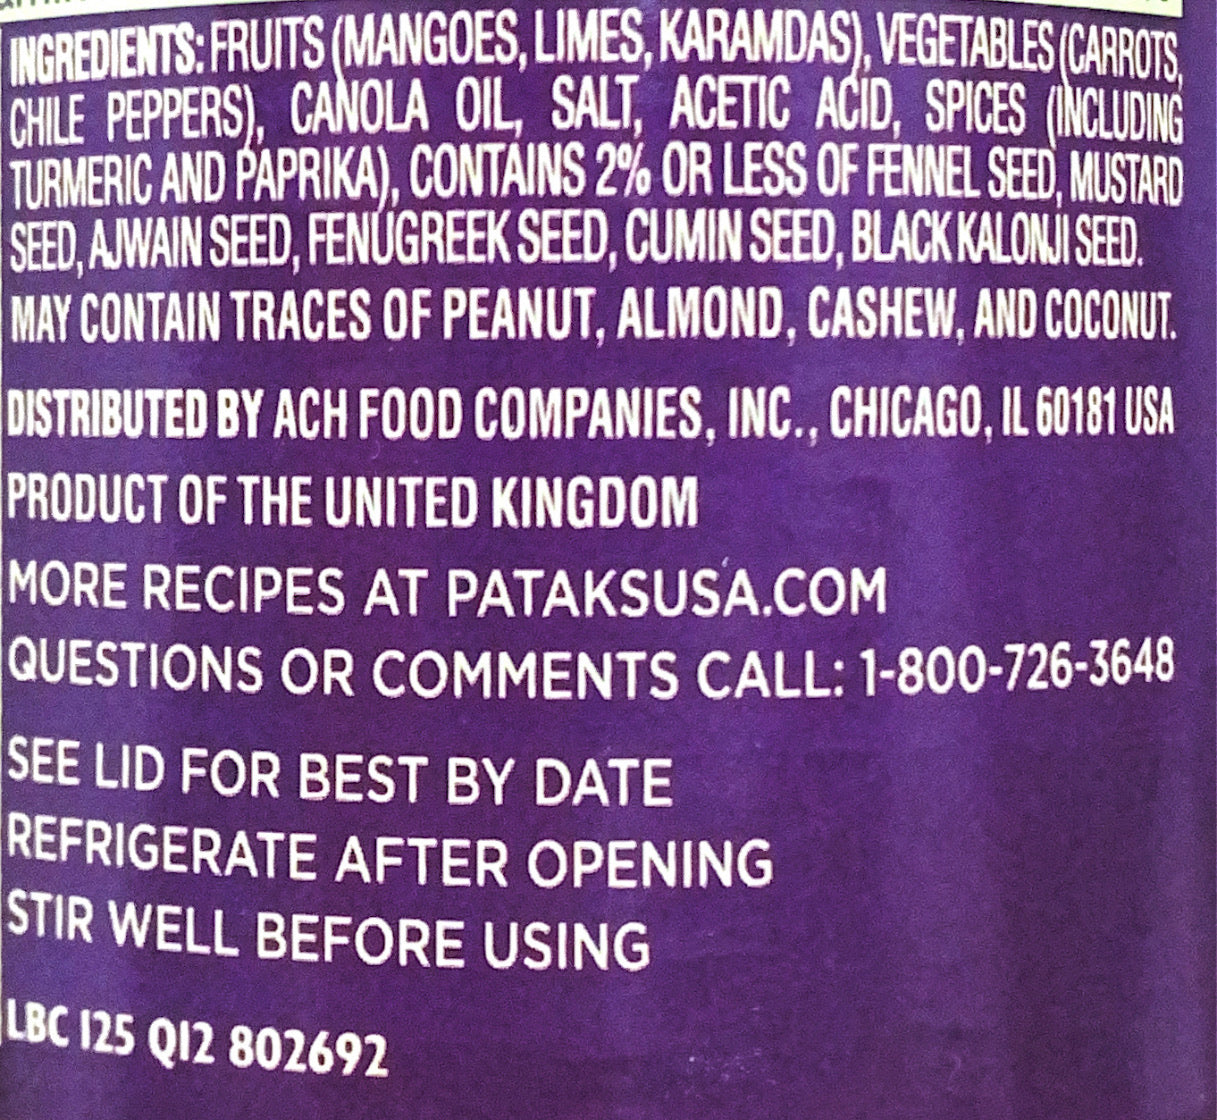 INGREDIENTS: FRUITS (MANGOES, LIMES, KARAMDAS), VEGETABLES (CARROTS,
CHILE PEPPERS), CANOLA OIL, SALT, ACETIC ACID, SPICES (INCLUDING
TURMERIC AND PAPRIKA), CONTAINS 2% OR LESS OF FENNEL SEED, MUSTARD
SEED, AJWAIN SEED, FENUGREEK SEED, CUMIN SEED, BLACK KALONJI SEED.
MAY CONTAIN TRACES OF PEANUT, ALMOND, CASHEW, AND COCONUT.
DISTRIBUTED BY ACH FOOD COMPANIES, INC., CHICAGO, IL 60181 USA
PRODUCT OF THE UNITED KINGDOM
MORE RECIPES AT PATAKSUSA.COM
QUESTIONS OR COMMENTS CALL: 1-800-726-3648
SEE LID FOR BEST BY DATE
REFRIGERATE AFTER OPENING
STIR WELL BEFORE USING
LBC 125 Q12 802692